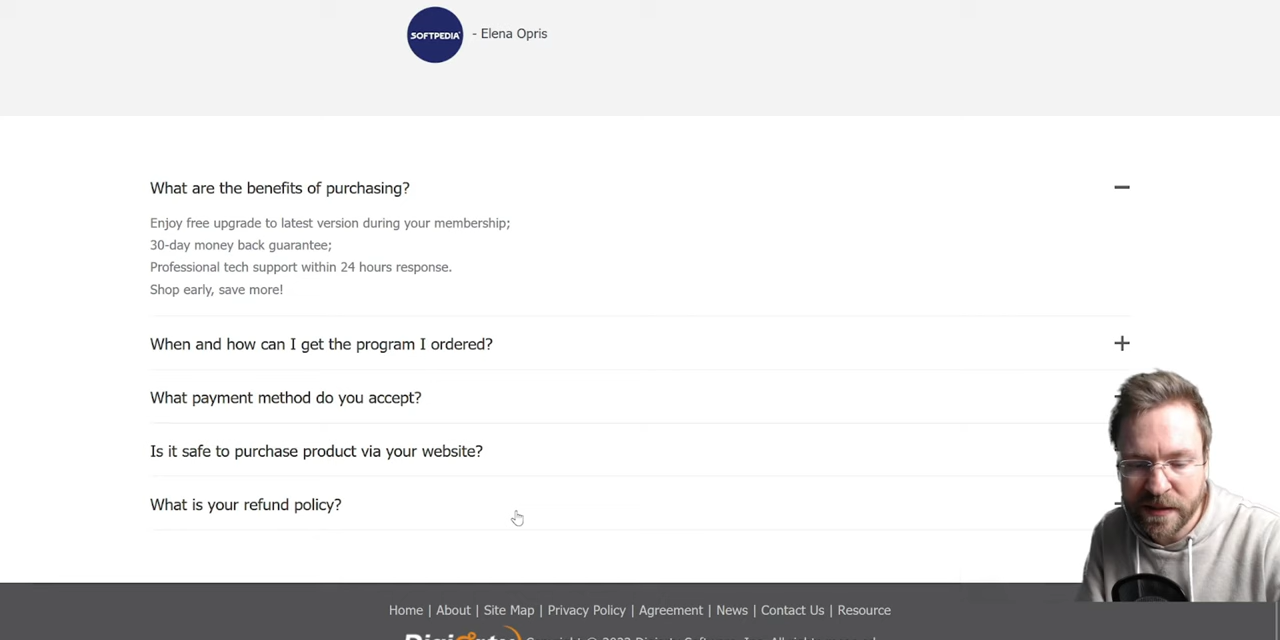 SOFTPEDIA
- Elena Opris
What are the benefits of purchasing?
Enjoy free upgrade to latest version during your membership;
30-day money back guarantee;
Professional tech support within 24 hours response.
Shop early, save more!
When and how can I get the program I ordered?
What payment method do you accept?
Is it safe to purchase product via your website?
What is your refund policy?
Home | About | Site Map | Privacy Policy | Agreement | News | Contact Us | Resource